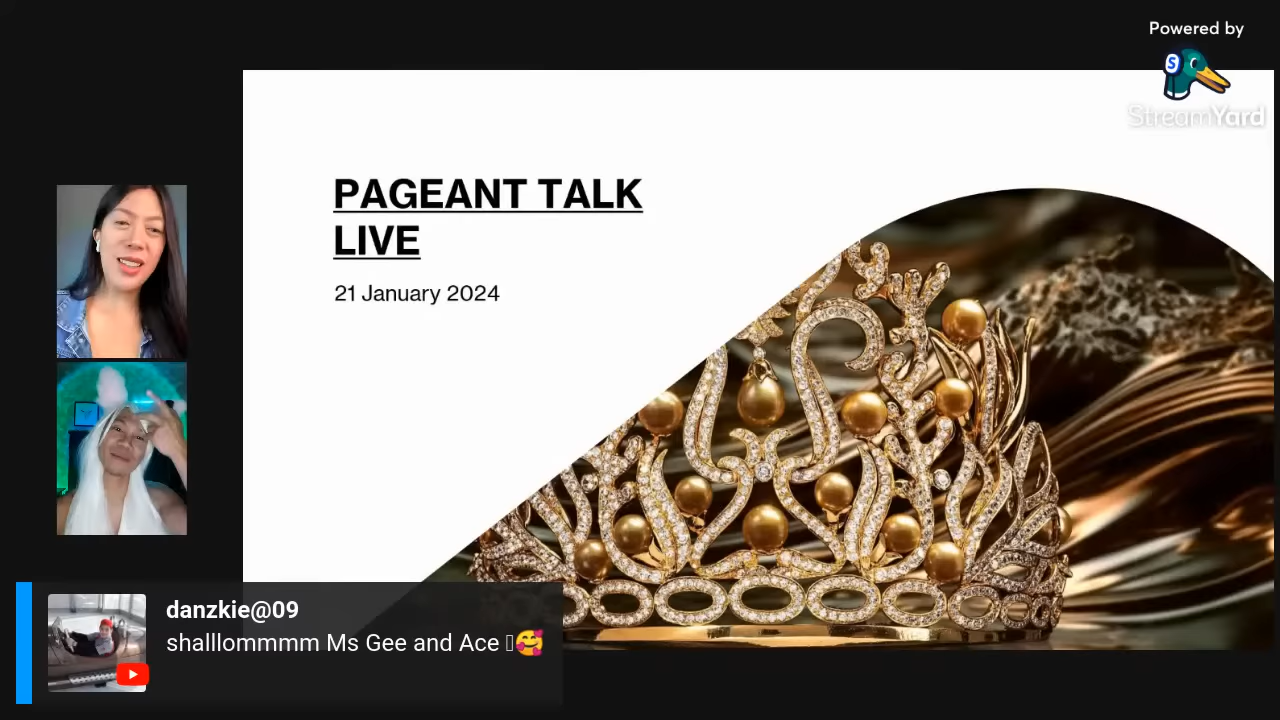 Powered by
S
StreamYard
PAGEANT TALK
LIVE
21 January 2024
danzkie@09
shalllommmm Ms Gee and Ace 🥰